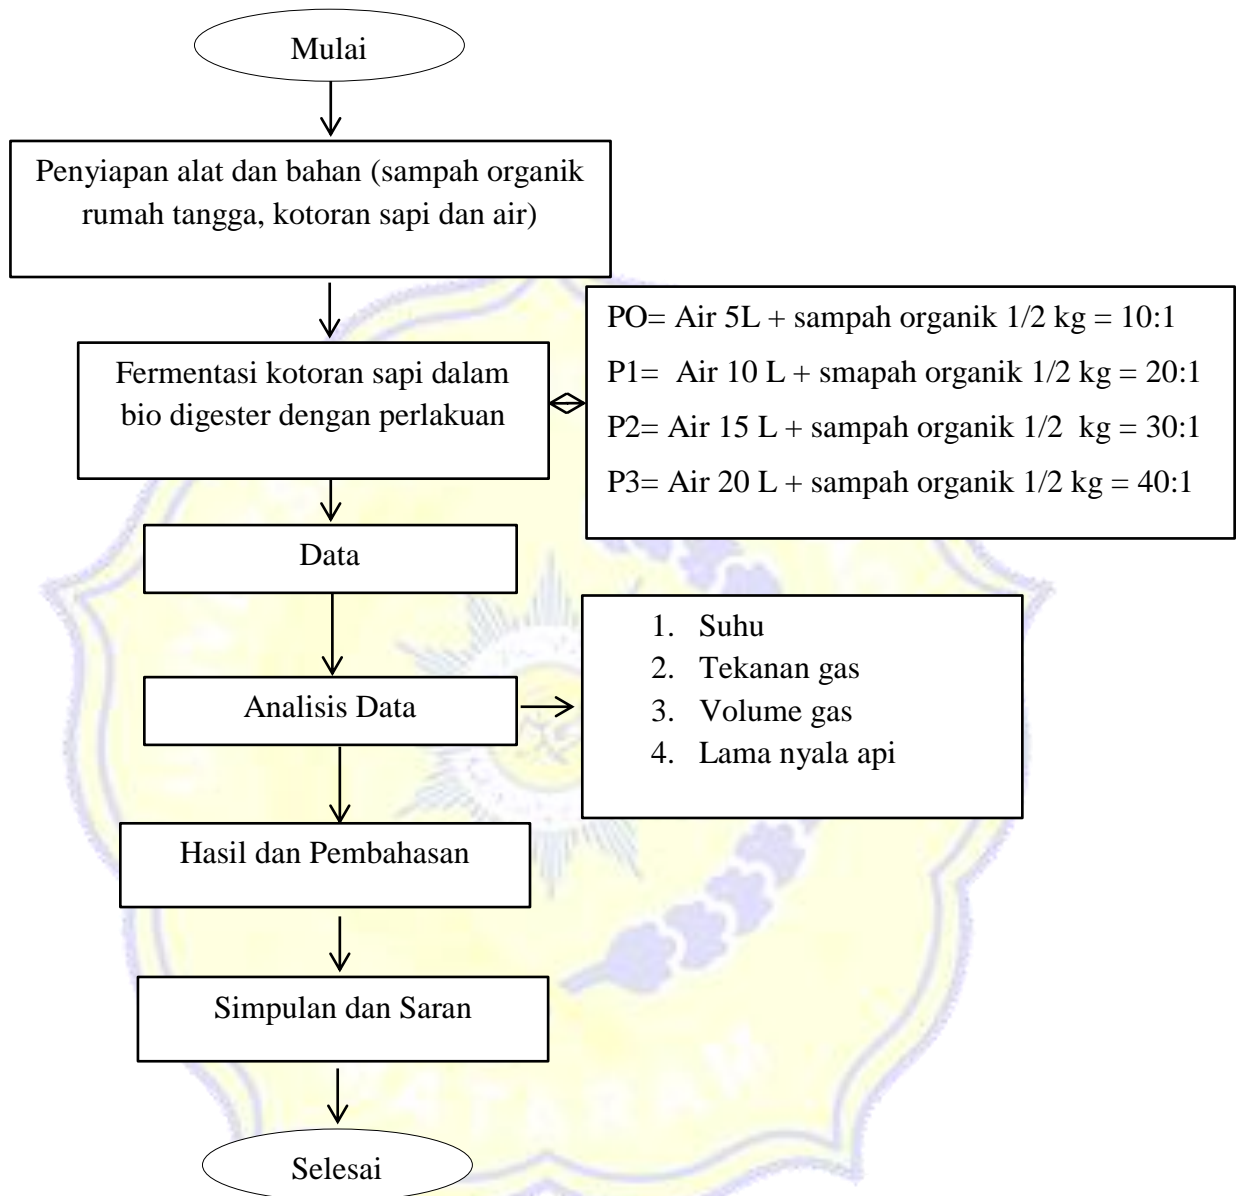 Mulai
Penyiapan alat dan bahan (sampah organik
rumah tangga, kotoran sapi dan air)
Fermentasi kotoran sapi dalam
bio digester dengan perlakuan
PO= Air 5L + sampah organik 1/2 kg = 10:1
P1= Air 10 L + smapah organik 1/2 kg = 20:1
P2= Air 15 L + sampah organik 1/2 kg = 30:1
P3= Air 20 L + sampah organik 1/2 kg = 40:1
Data
Analisis Data
1. Suhu
2. Tekanan gas
3. Volume gas
4. Lama nyala api
Hasil dan Pembahasan
Simpulan dan Saran
Selesai
MATARAM